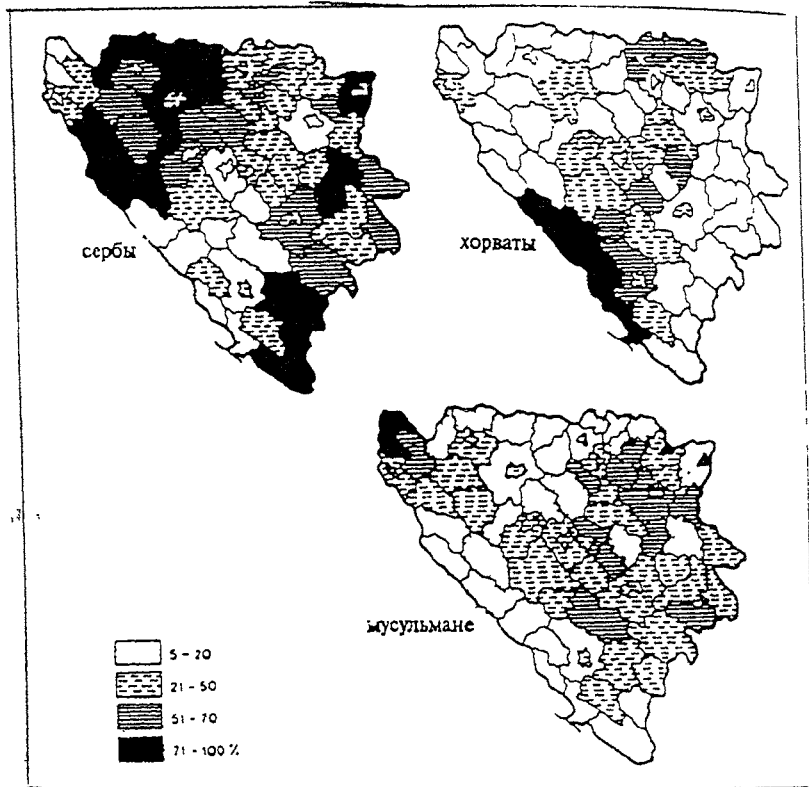 сербы
хорваты
мусульмане
5 - 20
21 - 50
51 - 70
71 - 100 %